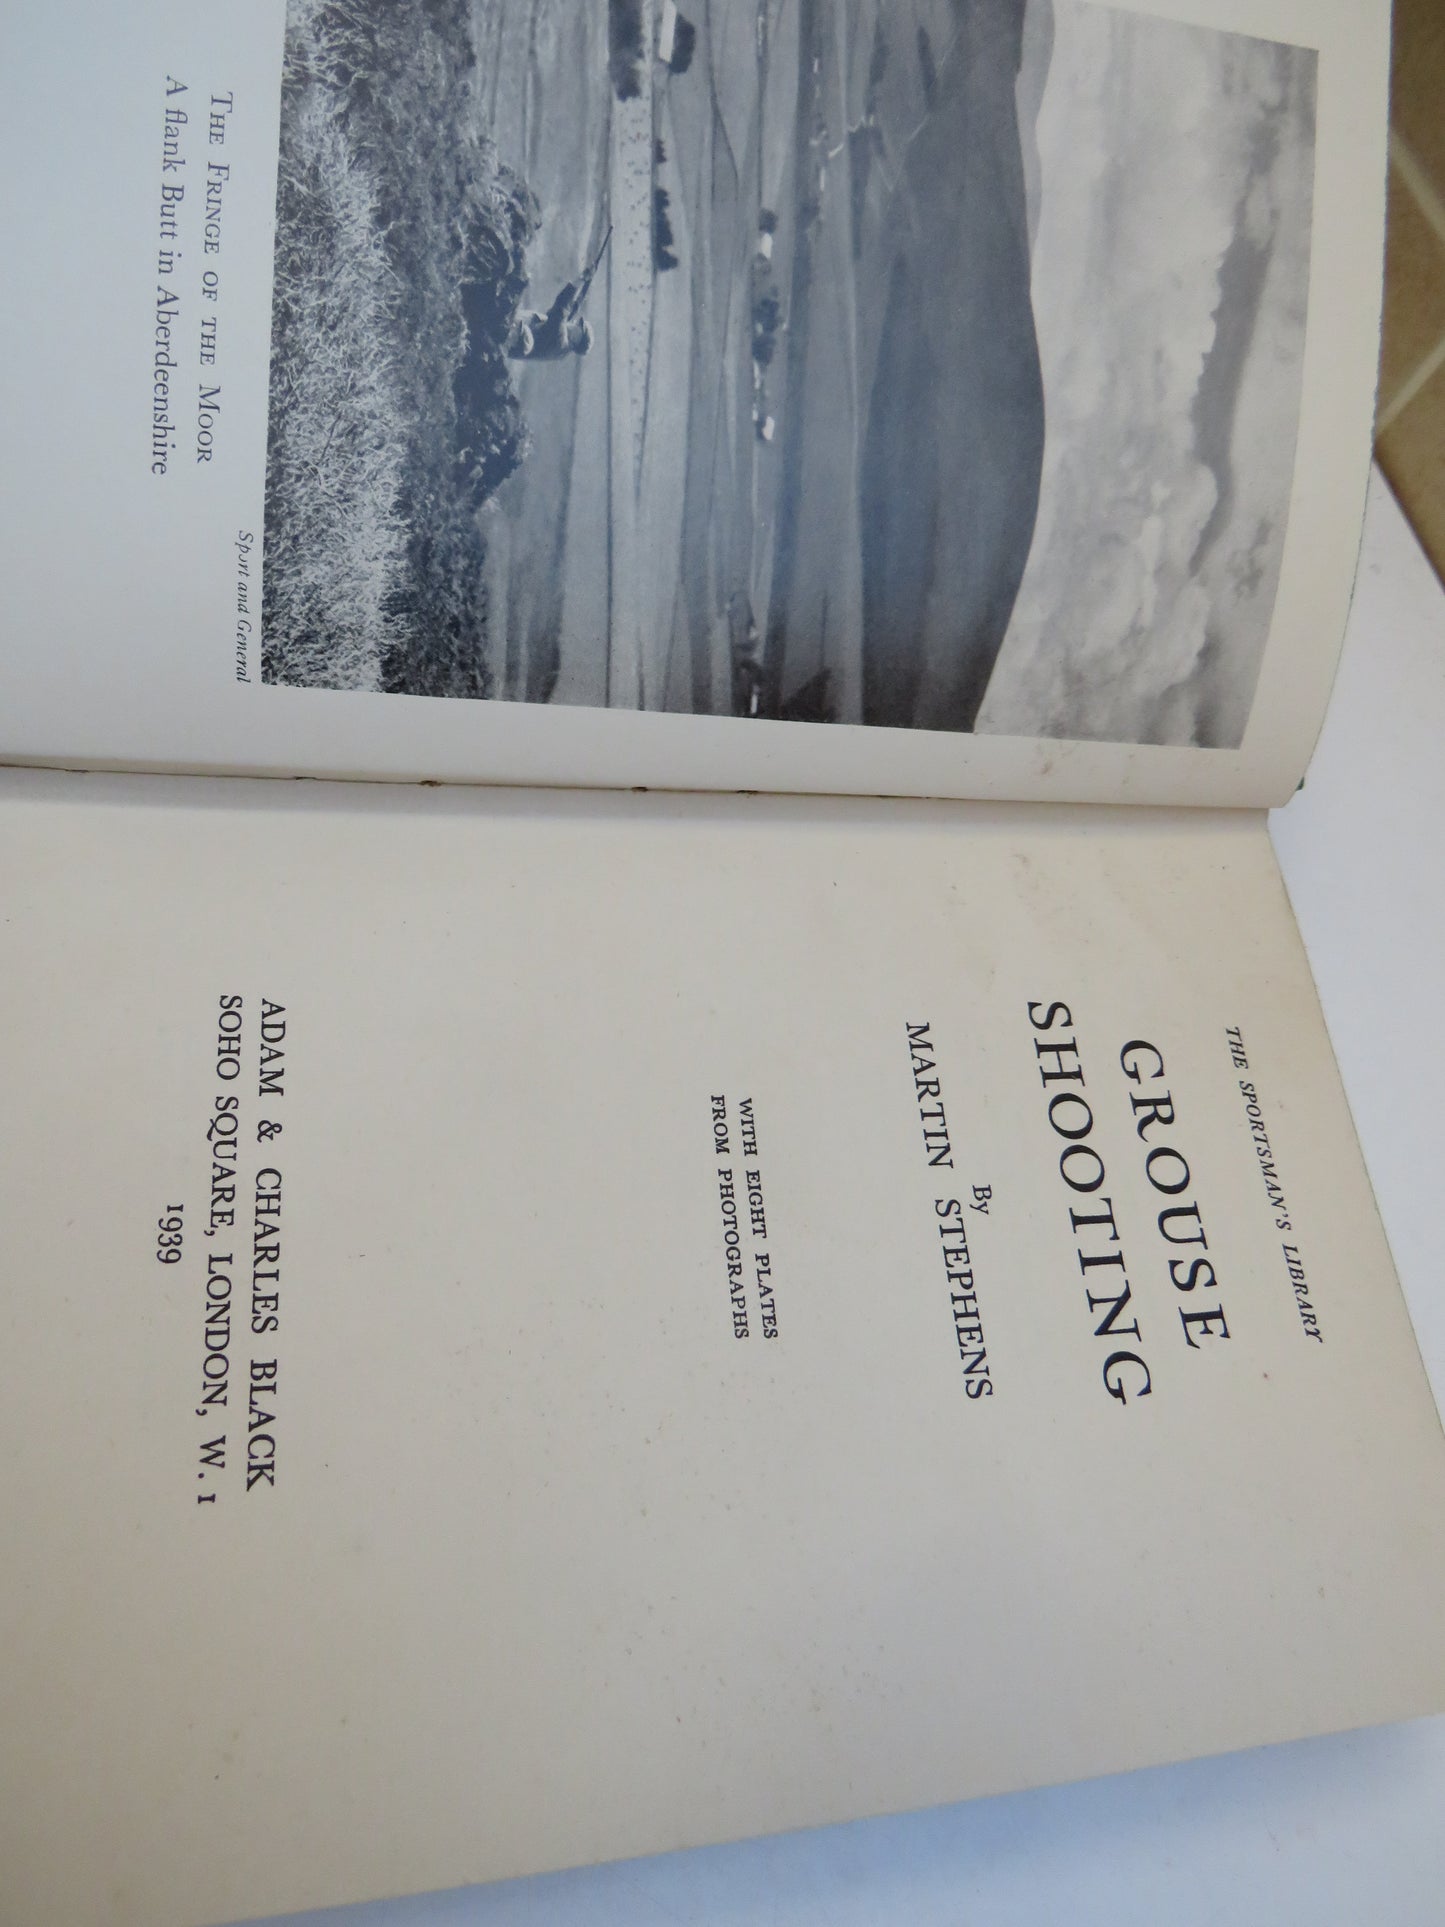 Sport and General
THE FRINGE OF THE MOOR
A flank Butt in Aberdeenshire
THE SPORTSMAN'S LIBRARY
GROUSE
SHOOTING
By
MARTIN STEPHENS
WITH EIGHT PLATES
FROM PHOTOGRAPHS
ADAM & CHARLES BLACK
SOHO SQUARE, LONDON, W. 1
1939